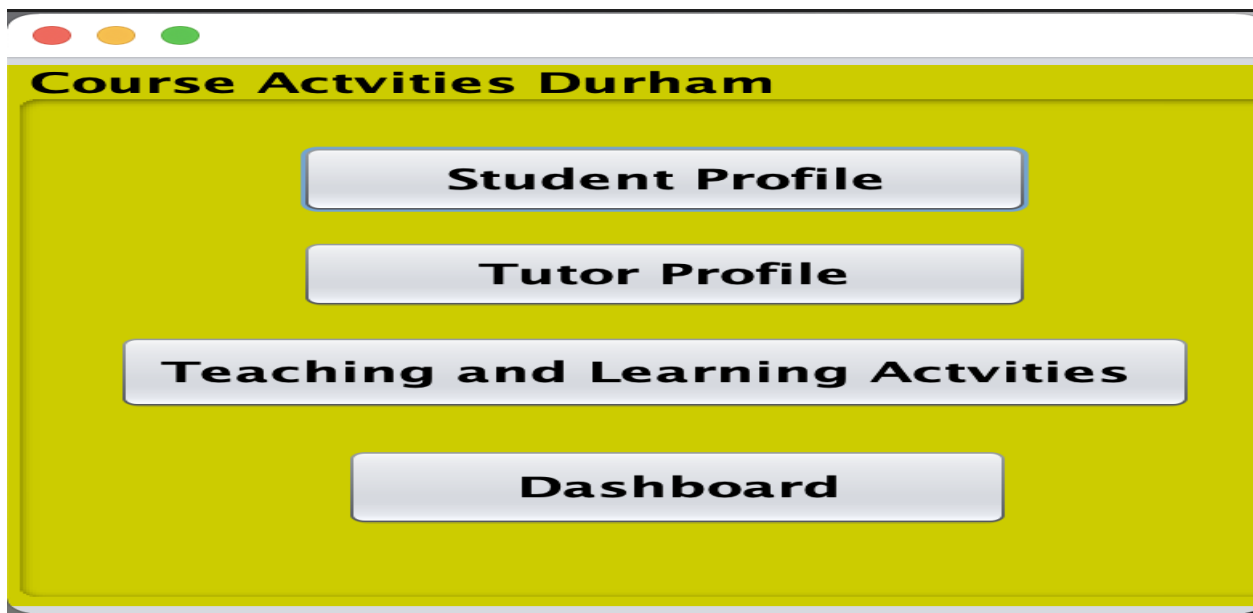 Course Actvities Durham
Student Profile
Tutor Profile
Teaching and Learning Actvities
Dashboard